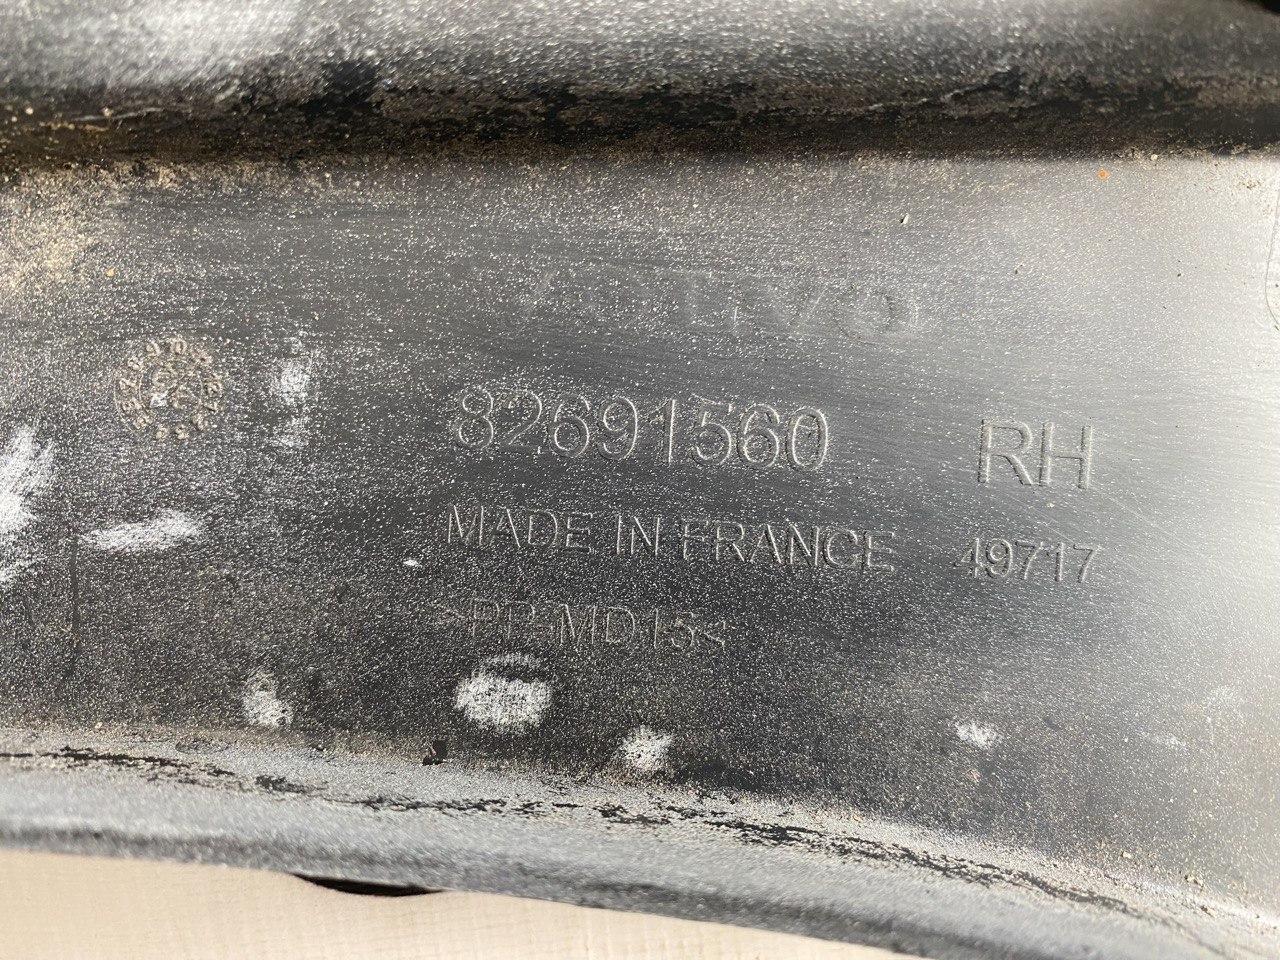 VOLVO
82691560 RH
MADE IN FRANCE 49717
>PP-MD15<